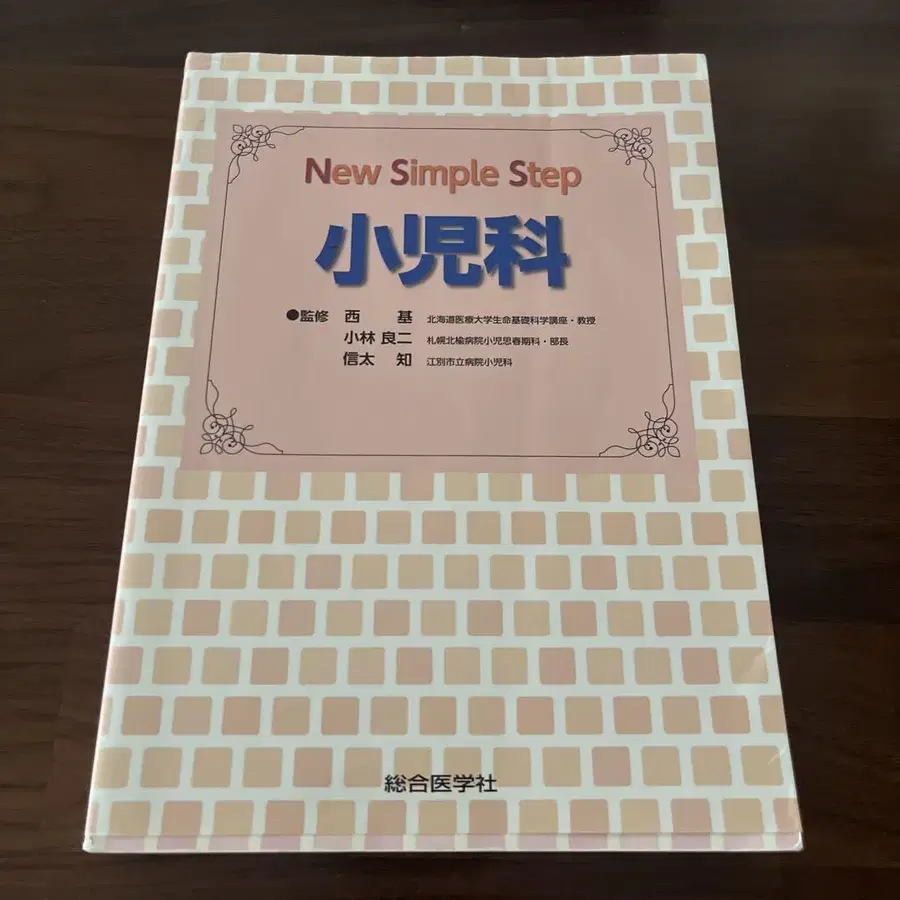 New Simple Step
小児科
●監修 西 基 北海道医療大学生命基礎科学講座・教授
小林 良二 札幌北楡病院小児思春期科・部長
信太 知 江別市立病院小児科
総合医学社